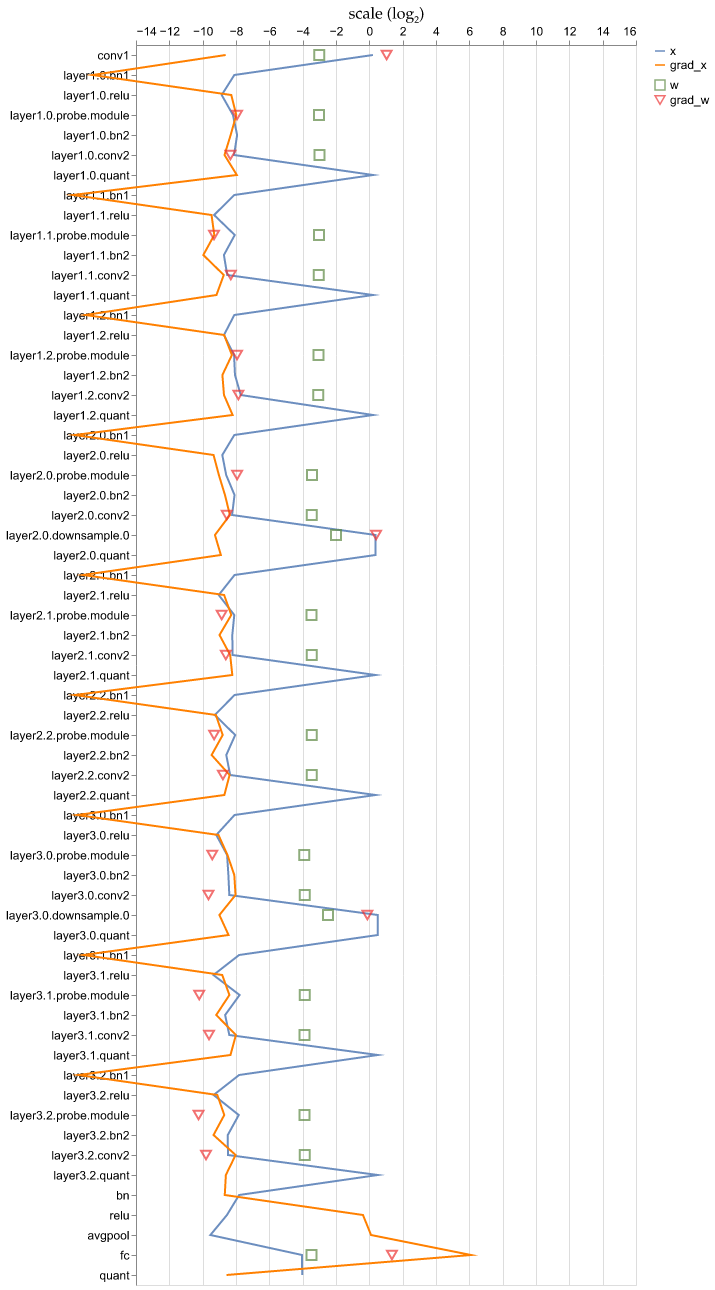 scale (log₂)
−14 −12 −10 −8 −6 −4 −2 0 2 4 6 8 10 12 14 16
x
grad_x
w
grad_w
conv1
layer1.0.bn1
layer1.0.relu
layer1.0.probe.module
layer1.0.bn2
layer1.0.conv2
layer1.0.quant
layer1.1.bn1
layer1.1.relu
layer1.1.probe.module
layer1.1.bn2
layer1.1.conv2
layer1.1.quant
layer1.2.bn1
layer1.2.relu
layer1.2.probe.module
layer1.2.bn2
layer1.2.conv2
layer1.2.quant
layer2.0.bn1
layer2.0.relu
layer2.0.probe.module
layer2.0.bn2
layer2.0.conv2
layer2.0.downsample.0
layer2.0.quant
layer2.1.bn1
layer2.1.relu
layer2.1.probe.module
layer2.1.bn2
layer2.1.conv2
layer2.1.quant
layer2.2.bn1
layer2.2.relu
layer2.2.probe.module
layer2.2.bn2
layer2.2.conv2
layer2.2.quant
layer3.0.bn1
layer3.0.relu
layer3.0.probe.module
layer3.0.bn2
layer3.0.conv2
layer3.0.downsample.0
layer3.0.quant
layer3.1.bn1
layer3.1.relu
layer3.1.probe.module
layer3.1.bn2
layer3.1.conv2
layer3.1.quant
layer3.2.bn1
layer3.2.relu
layer3.2.probe.module
layer3.2.bn2
layer3.2.conv2
layer3.2.quant
bn
relu
avgpool
fc
quant